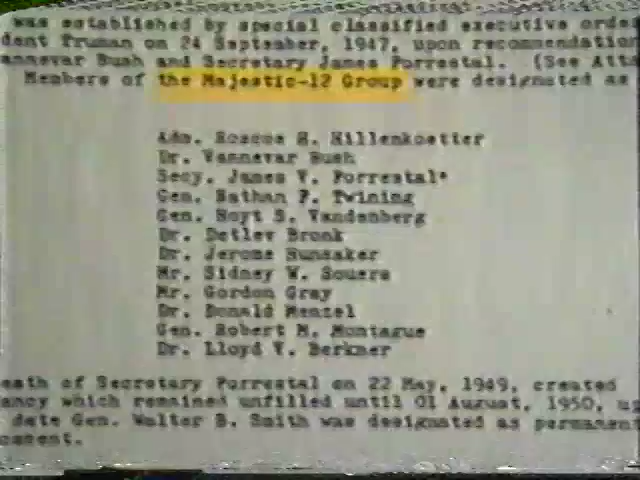 was established by special classified executive orde
dent Truman on 24 September, 1947, upon recommendation
annevar Bush and Secretary James Forrestal. (See Atta
Members of the Majestic-12 Group were designated as
Adm. Roscoe H. Hillenkoetter
Dr. Vannevar Bush
Secy. James V. Forrestal*
Gen. Nathan F. Twining
Gen. Hoyt S. Vandenberg
Dr. Detlev Bronk
Dr. Jerome Hunsaker
Mr. Sidney W. Souers
Mr. Gordon Gray
Dr. Donald Menzel
Gen. Robert M. Montague
Dr. Lloyd V. Berkner
eath of Secretary Forrestal on 22 May, 1949, created
ancy which remained unfilled until 01 August, 1950, up
date Gen. Walter B. Smith was designated as permanent
cement.